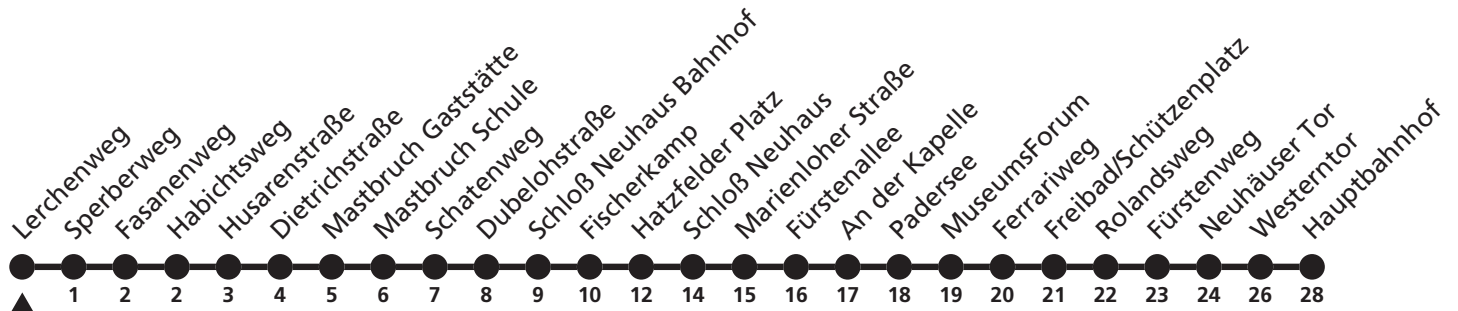 Lerchenweg
Sperberweg
Fasanenweg
Habichtsweg
Husarenstraße
Dietrichstraße
Mastbruch Gaststätte
Mastbruch Schule
Schatenweg
Dubelohstraße
Schloß Neuhaus Bahnhof
Fischerkamp
Hatzfelder Platz
Schloß Neuhaus
Marienloher Straße
Fürstenallee
An der Kapelle
Padersee
MuseumsForum
Ferrariweg
Freibad/Schützenplatz
Rolandsweg
Fürstenweg
Neuhäuser Tor
Westerntor
Hauptbahnhof
1 2 2 3 4 5 6 7 8 9 10 12 14 15 16 17 18 19 20 21 22 23 24 26 28